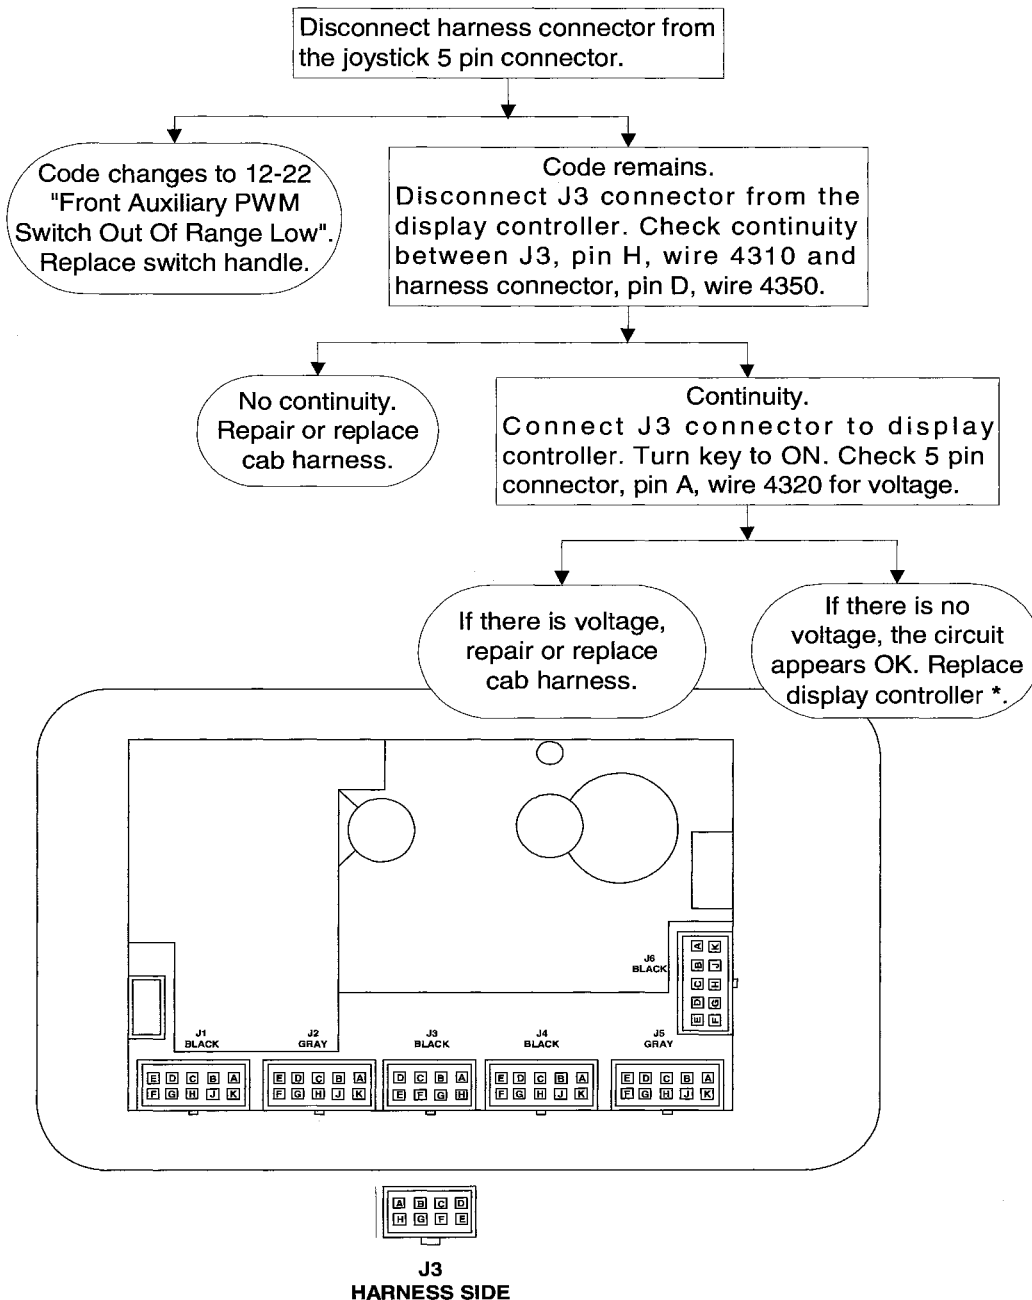 Disconnect harness connector from
the joystick 5 pin connector.
Code changes to 12-22
"Front Auxiliary PWM
Switch Out Of Range Low".
Replace switch handle.
Code remains.
Disconnect J3 connector from the
display controller. Check continuity
between J3, pin H, wire 4310 and
harness connector, pin D, wire 4350.
No continuity.
Repair or replace
cab harness.
Continuity.
Connect J3 connector to display
controller. Turn key to ON. Check 5 pin
connector, pin A, wire 4320 for voltage.
If there is voltage,
repair or replace
cab harness.
If there is no
voltage, the circuit
appears OK. Replace
display controller *.
J6
BLACK
A B C D E
K J H G F
J1
BLACK
J2
GRAY
J3
BLACK
J4
BLACK
J5
GRAY
E D C B A
F G H J K
E D C B A
F G H J K
D C B A
E F G H
E D C B A
F G H J K
E D C B A
F G H J K
A B C D
H G F E
J3
HARNESS SIDE